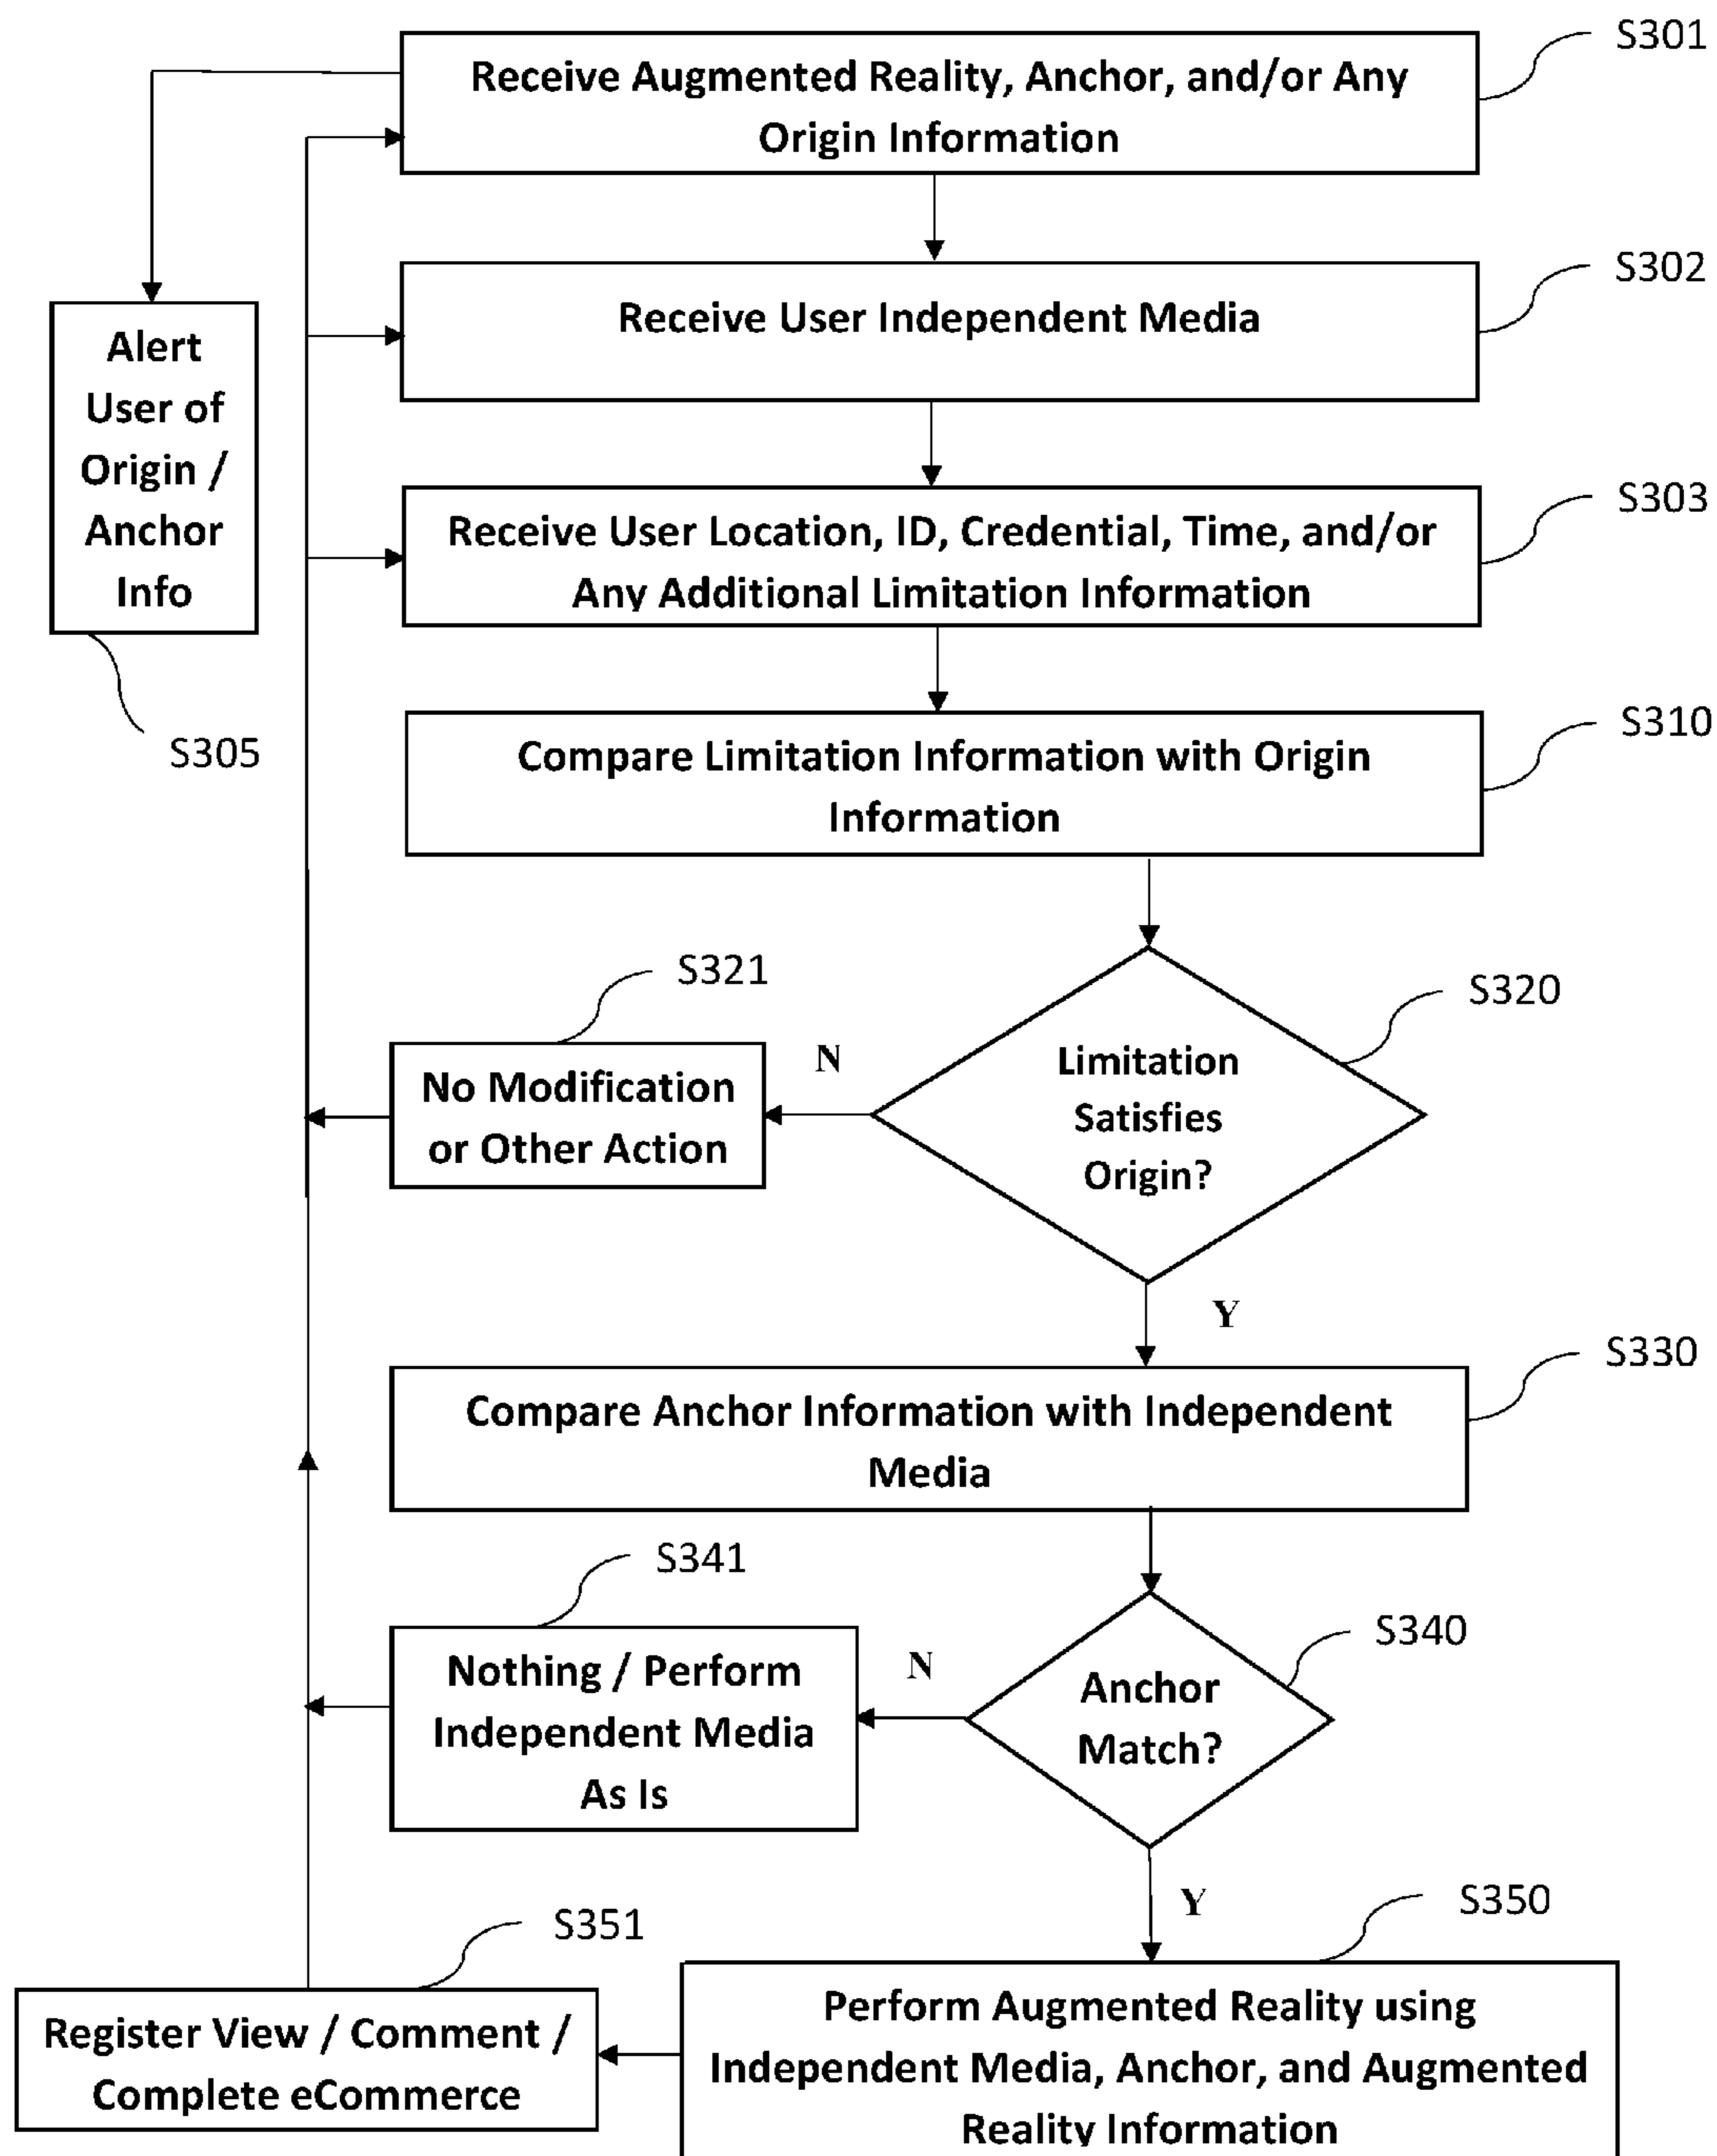 S301
Receive Augmented Reality, Anchor, and/or Any
Origin Information
S302
Receive User Independent Media
Alert
User of
Origin /
Anchor
Info
S305
S303
Receive User Location, ID, Credential, Time, and/or
Any Additional Limitation Information
S310
Compare Limitation Information with Origin
Information
S320
Limitation
Satisfies
Origin?
N
S321
No Modification
or Other Action
Y
S330
Compare Anchor Information with Independent
Media
S340
Anchor
Match?
N
S341
Nothing / Perform
Independent Media
As Is
Y
S350
Perform Augmented Reality using
Independent Media, Anchor, and Augmented
Reality Information
S351
Register View / Comment /
Complete eCommerce